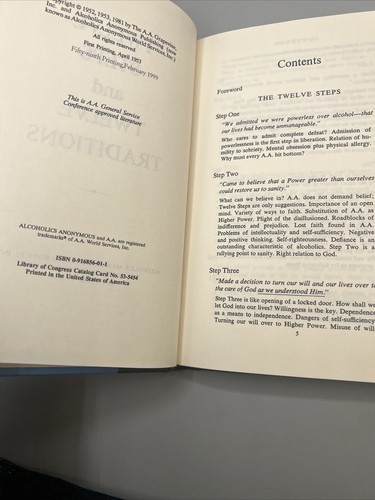 Copyright © 1952, 1953, 1981 by The A.A. Grapevine,
Inc. and Alcoholics Anonymous Publishing (now
known as Alcoholics Anonymous World Services, Inc.)
All rights reserved
First Printing, April 1953
Fifty-ninth Printing, February 1999
This is A.A. General Service
Conference approved literature
ALCOHOLICS ANONYMOUS and A.A. are registered
trademarks® of A.A. World Services, Inc.
ISBN 0-916856-01-1
Library of Congress Catalog Card No. 53-5454
Printed in the United States of America
Contents
Foreword
THE TWELVE STEPS
Step One
"We admitted we were powerless over alcohol—that
our lives had become unmanageable."
Who cares to admit complete defeat? Admission of
powerlessness is the first step in liberation. Relation of hu-
mility to sobriety. Mental obsession plus physical allergy.
Why must every A.A. hit bottom?
Step Two
"Came to believe that a Power greater than ourselves
could restore us to sanity."
What can we believe in? A.A. does not demand belief;
Twelve Steps are only suggestions. Importance of an open
mind. Variety of ways to faith. Substitution of A.A. as
Higher Power. Plight of the disillusioned. Roadblocks of
indifference and prejudice. Lost faith found in A.A.
Problems of intellectuality and self-sufficiency. Negative
and positive thinking. Self-righteousness. Defiance is an
outstanding characteristic of alcoholics. Step Two is a
rallying point to sanity. Right relation to God.
Step Three
"Made a decision to turn our will and our lives over to
the care of God as we understood Him."
Step Three is like opening of a locked door. How shall we
let God into our lives? Willingness is the key. Dependence
as a means to independence. Dangers of self-sufficiency.
Turning our will over to Higher Power. Misuse of will
5